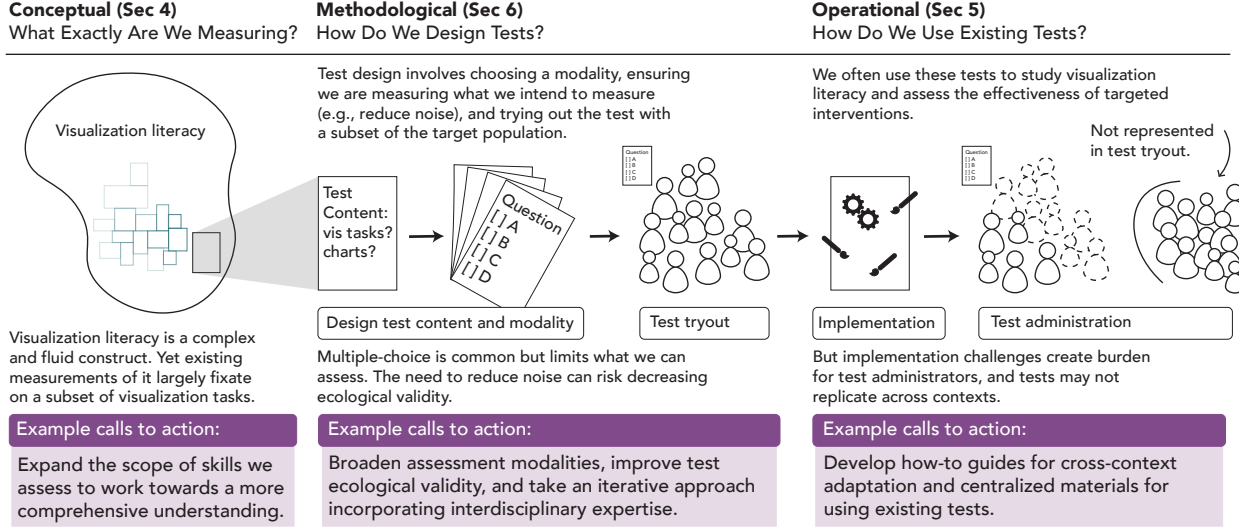 Conceptual (Sec 4)
What Exactly Are We Measuring?
Visualization literacy
Visualization literacy is a complex
and fluid construct. Yet existing
measurements of it largely fixate
on a subset of visualization tasks.
Example calls to action:
Expand the scope of skills we
assess to work towards a more
comprehensive understanding.
Methodological (Sec 6)
How Do We Design Tests?
Test design involves choosing a modality, ensuring
we are measuring what we intend to measure
(e.g., reduce noise), and trying out the test with
a subset of the target population.
Test
Content:
vis tasks?
charts?
Question
[ ] A
[ ] B
[ ] C
[ ] D
Question
[ ] A
[ ] B
[ ] C
[ ] D
Design test content and modality
Test tryout
Multiple-choice is common but limits what we can
assess. The need to reduce noise can risk decreasing
ecological validity.
Example calls to action:
Broaden assessment modalities, improve test
ecological validity, and take an iterative approach
incorporating interdisciplinary expertise.
Operational (Sec 5)
How Do We Use Existing Tests?
We often use these tests to study visualization
literacy and assess the effectiveness of targeted
interventions.
Question
[ ] A
[ ] B
[ ] C
[ ] D
Not represented
in test tryout.
Implementation
Test administration
But implementation challenges create burden
for test administrators, and tests may not
replicate across contexts.
Example calls to action:
Develop how-to guides for cross-context
adaptation and centralized materials for
using existing tests.